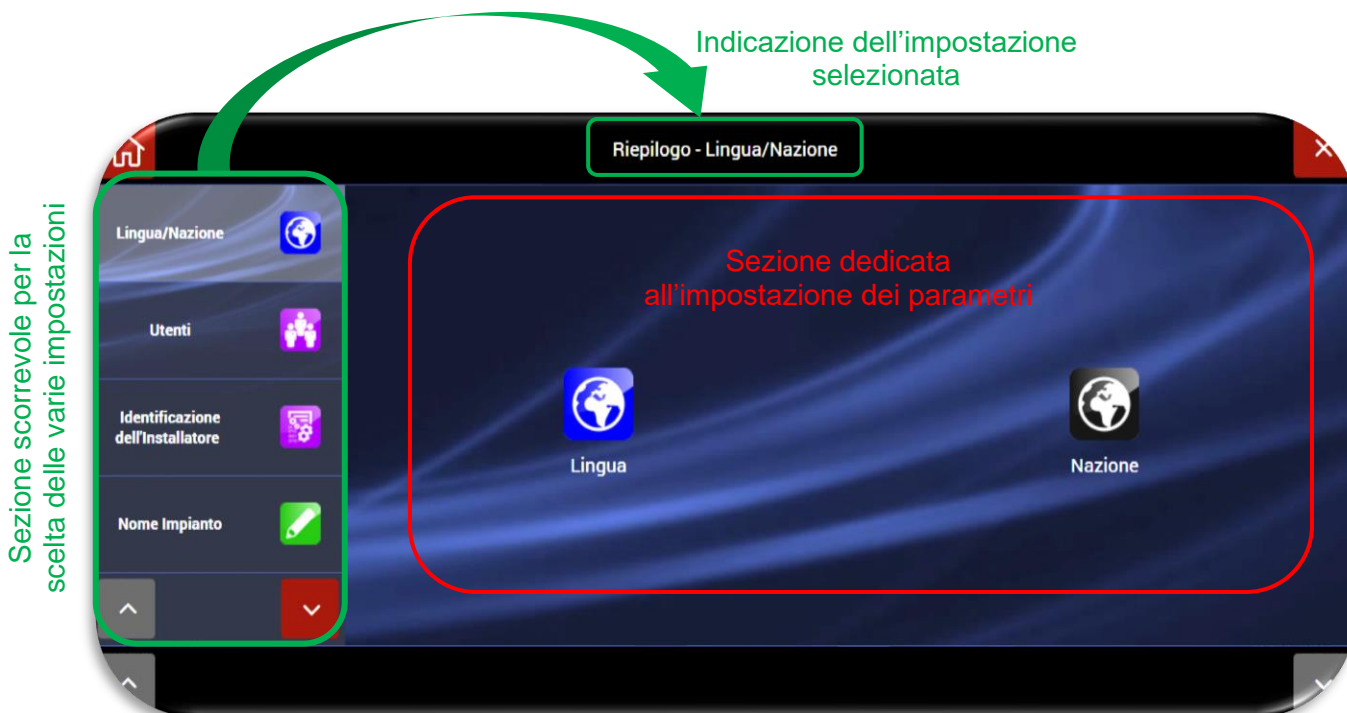 Indicazione dell’impostazione
selezionata
Riepilogo - Lingua/Nazione
Sezione scorrevole per la
scelta delle varie impostazioni
Lingua/Nazione
Utenti
Identificazione
dell'Installatore
Nome Impianto
Sezione dedicata
all’impostazione dei parametri
Lingua
Nazione